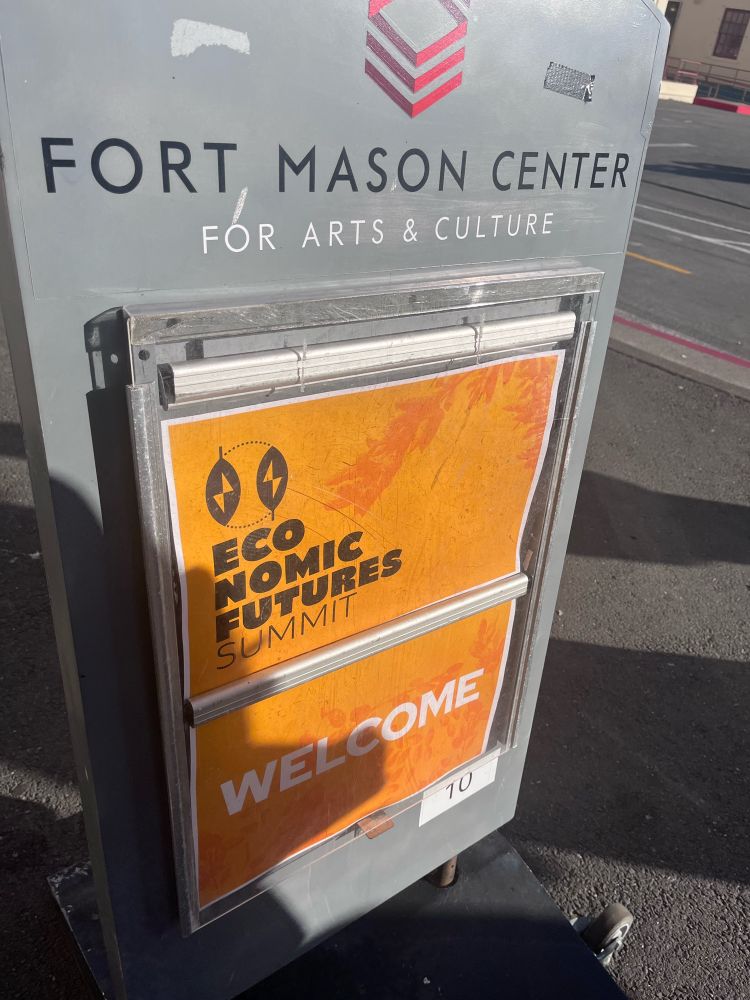 FORT MASON CENTER
FOR ARTS & CULTURE
ECO
NOMIC
FUTURES
SUMMIT
WELCOME
10